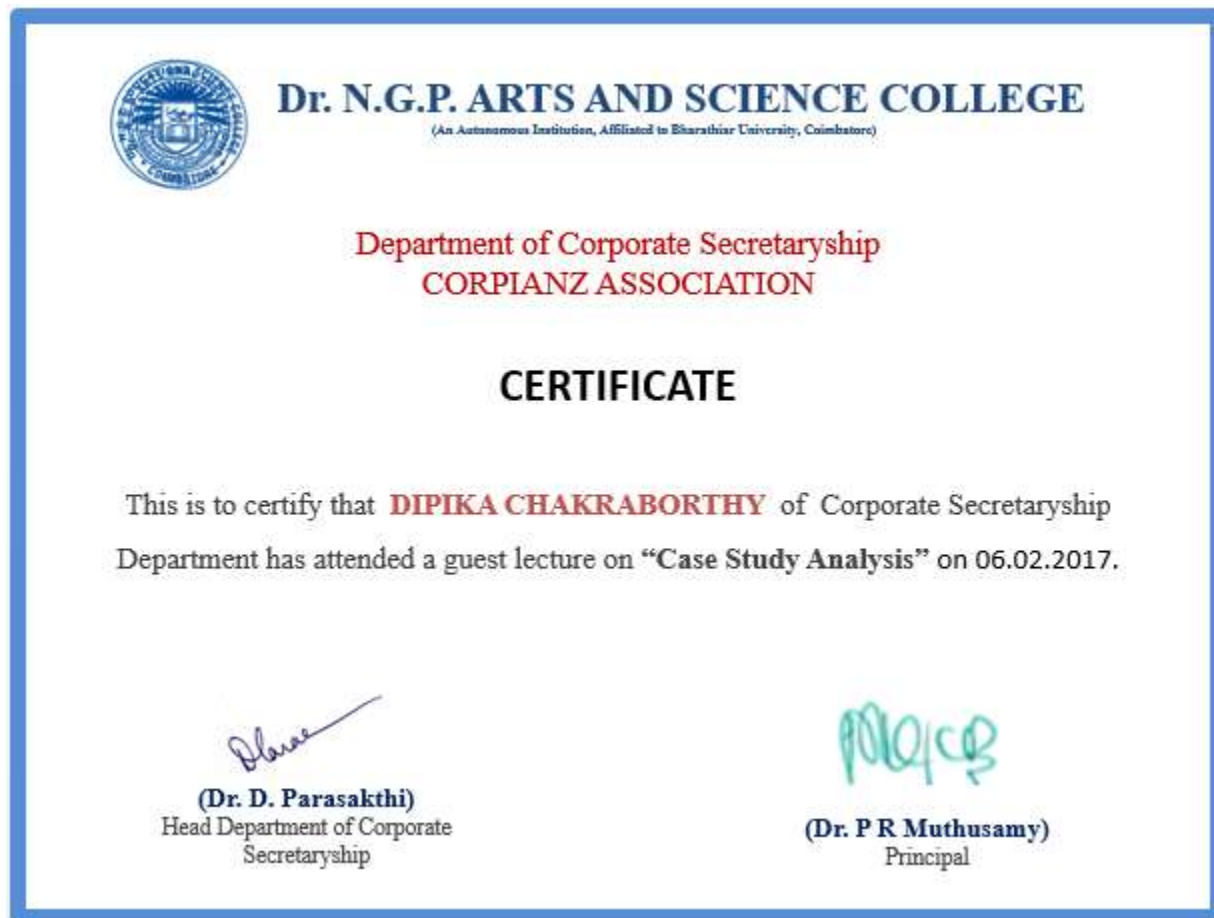 Dr. N.G.P. ARTS AND SCIENCE COLLEGE
(An Autonomous Institution, Affiliated to Bharathiar University, Coimbatore)
Department of Corporate Secretaryship
CORPIANZ ASSOCIATION
CERTIFICATE
This is to certify that DIPIKA CHAKRABORTHY of Corporate Secretaryship
Department has attended a guest lecture on “Case Study Analysis” on 06.02.2017.
(Dr. D. Parasakthi)
Head Department of Corporate
Secretaryship
(Dr. P R Muthusamy)
Principal